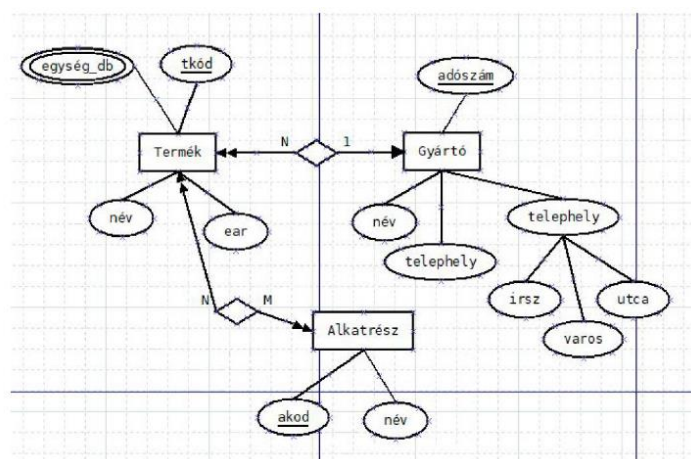 egység_db
tkód
adószám
Termék
N
1
Gyártó
név
ear
név
telephely
telephely
irsz
utca
varos
N
M
Alkatrész
akod
név